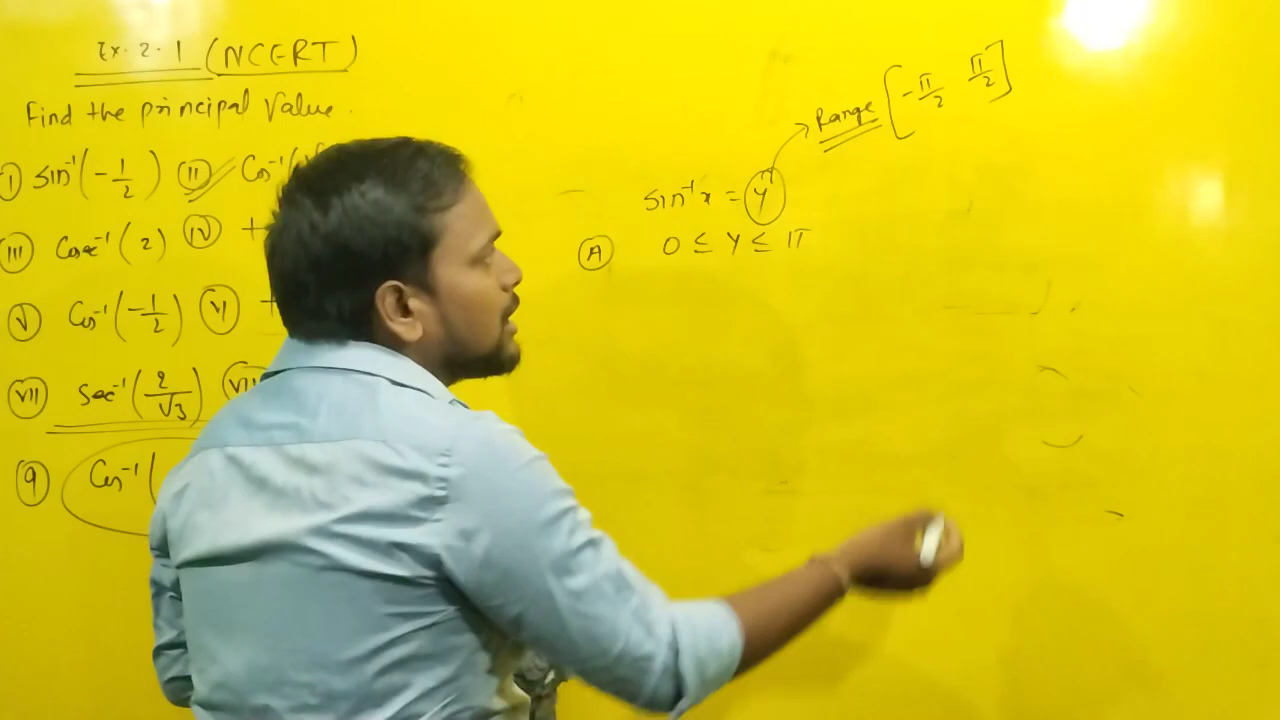 Ex. 2.1 (NCERT)
Find the principal value.
(I) sin⁻¹(-1/2) (II) Cos⁻¹(
(III) Cosec⁻¹(2) (IV)
(V) Cos⁻¹(-1/2) (VI)
(VII) Sec⁻¹(2/√3) (VIII
(9) Cos⁻¹(
Range [-π/2 π/2]
sin⁻¹x = y
(A) 0 ≤ y ≤ π